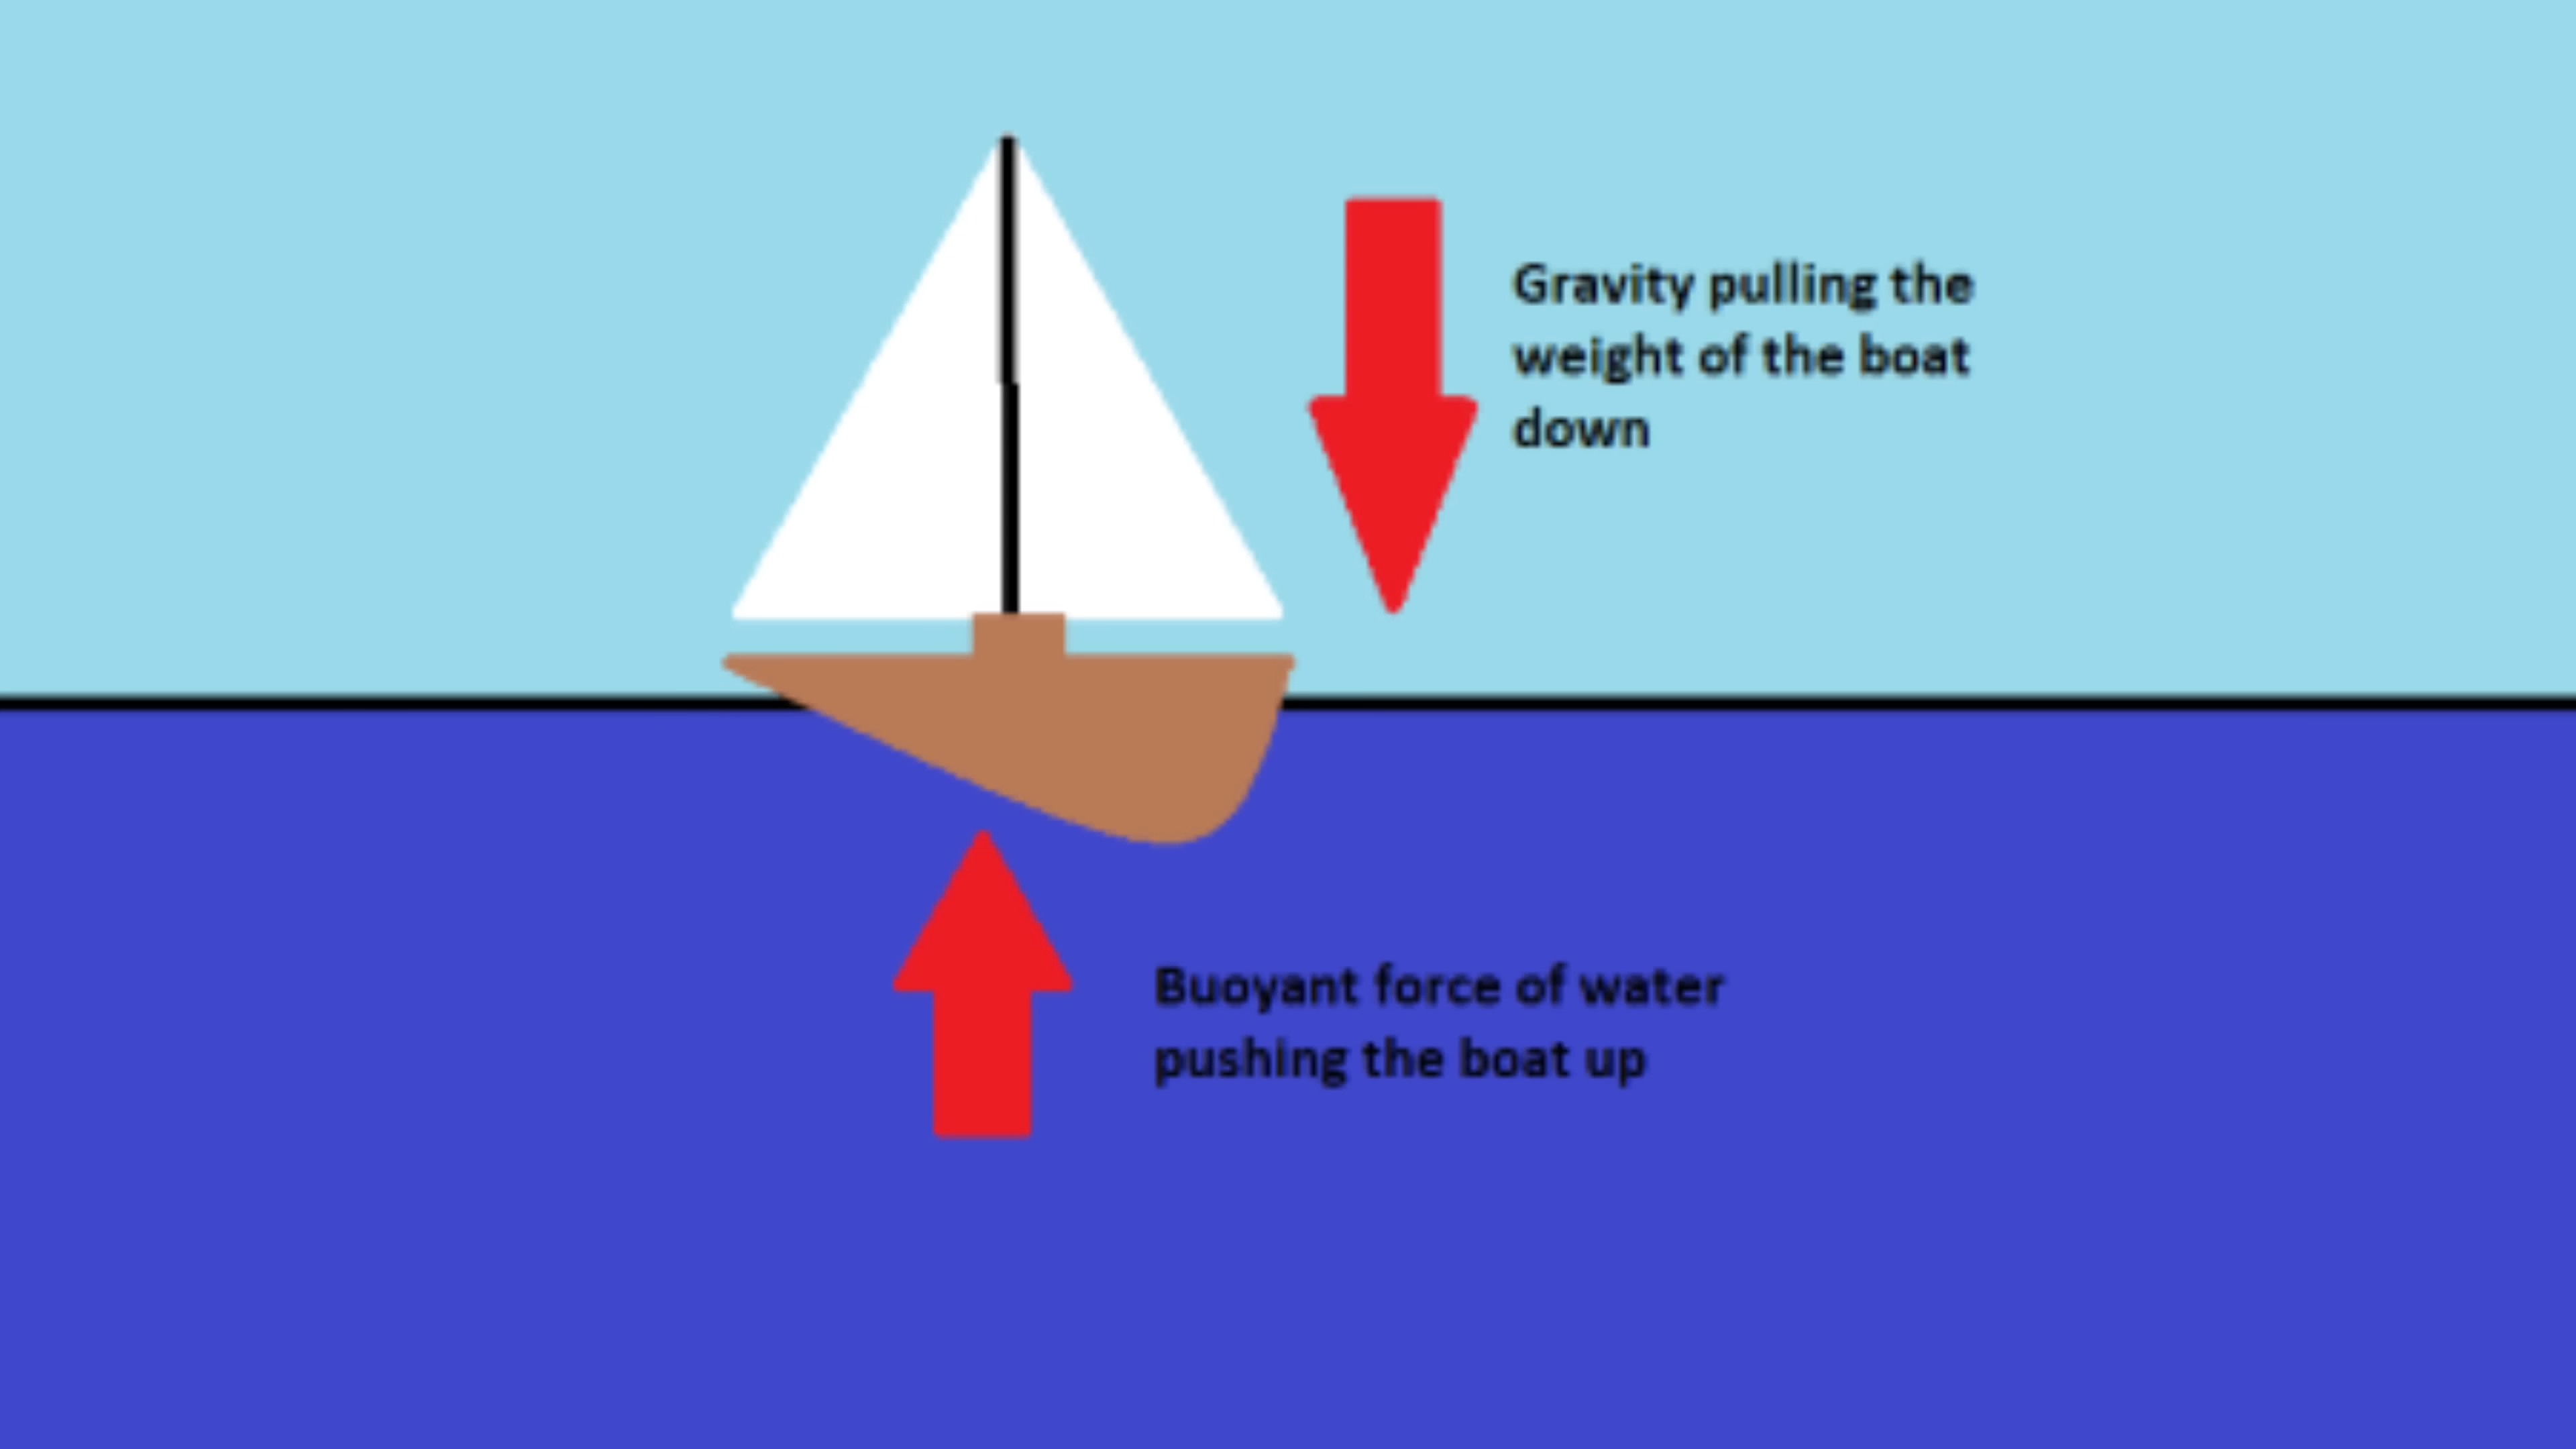 Gravity pulling the
weight of the boat
down
Buoyant force of water
pushing the boat up